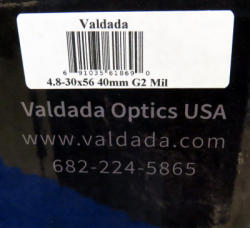 Valdada
6 91035 61869 0
4.8-30x56 40mm G2 Mil
Valdada Optics USA
www.valdada.com
682-224-5865